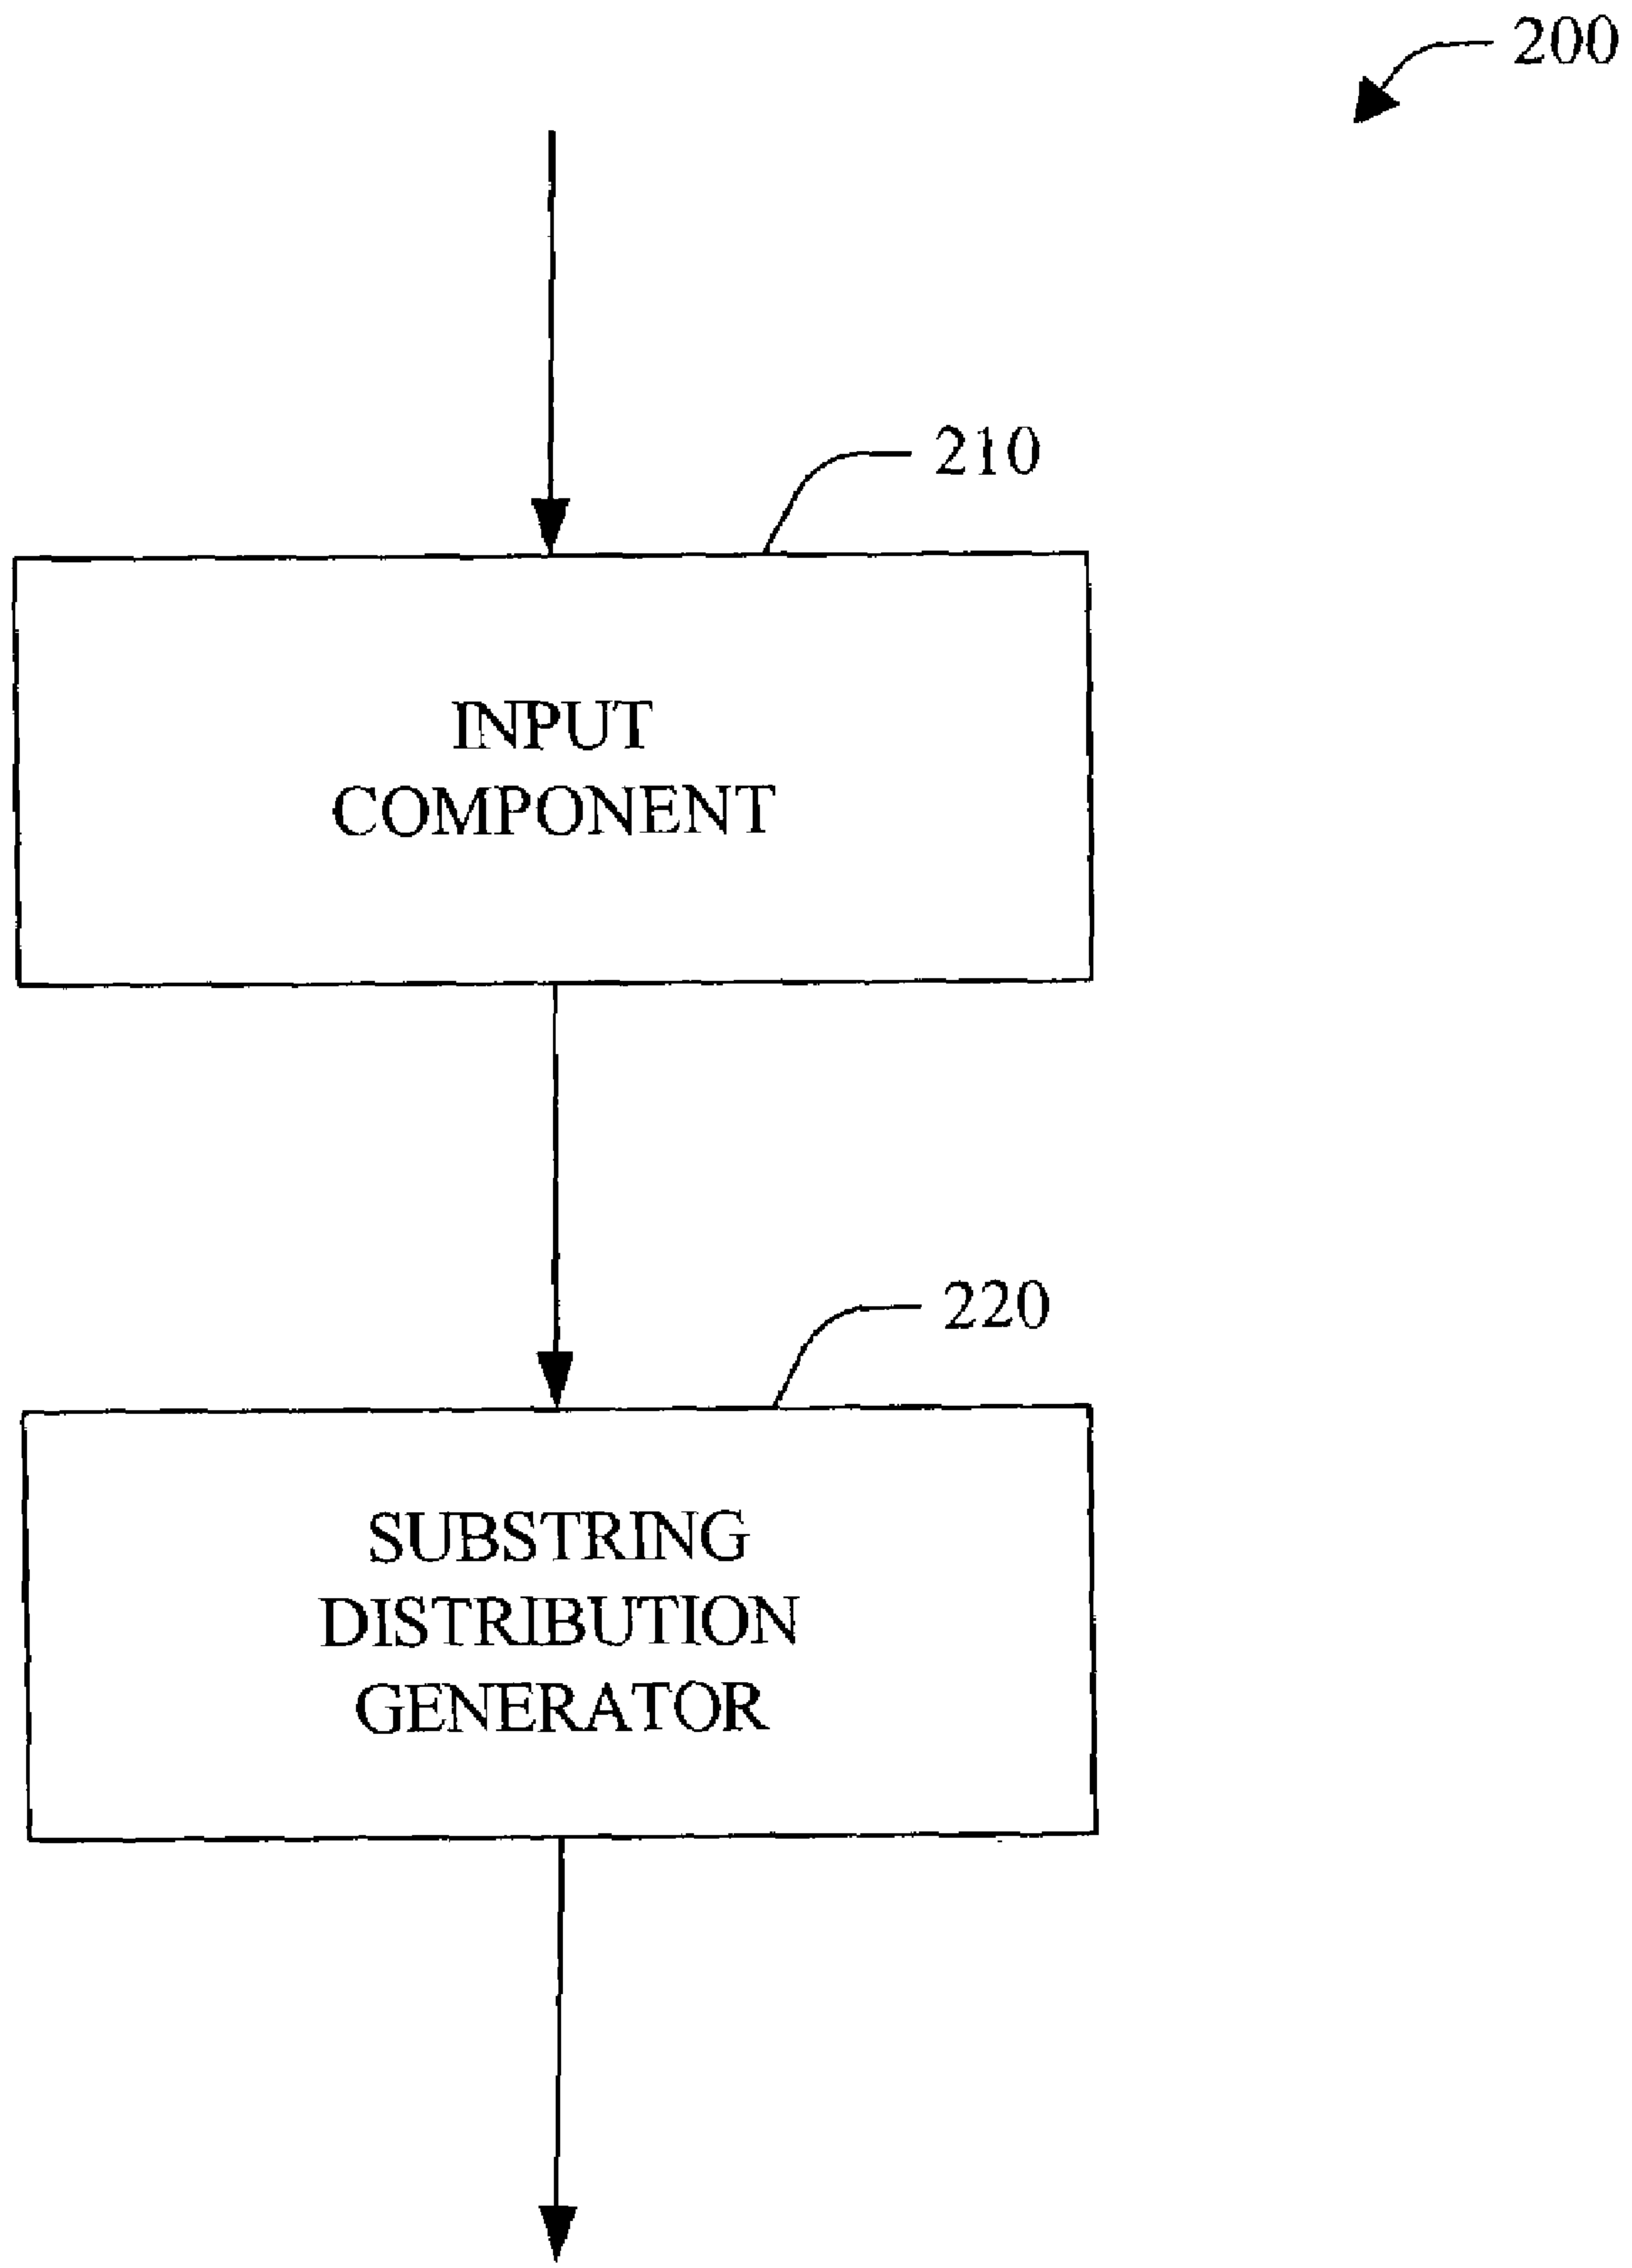 200
210
INPUT
COMPONENT
220
SUBSTRING
DISTRIBUTION
GENERATOR